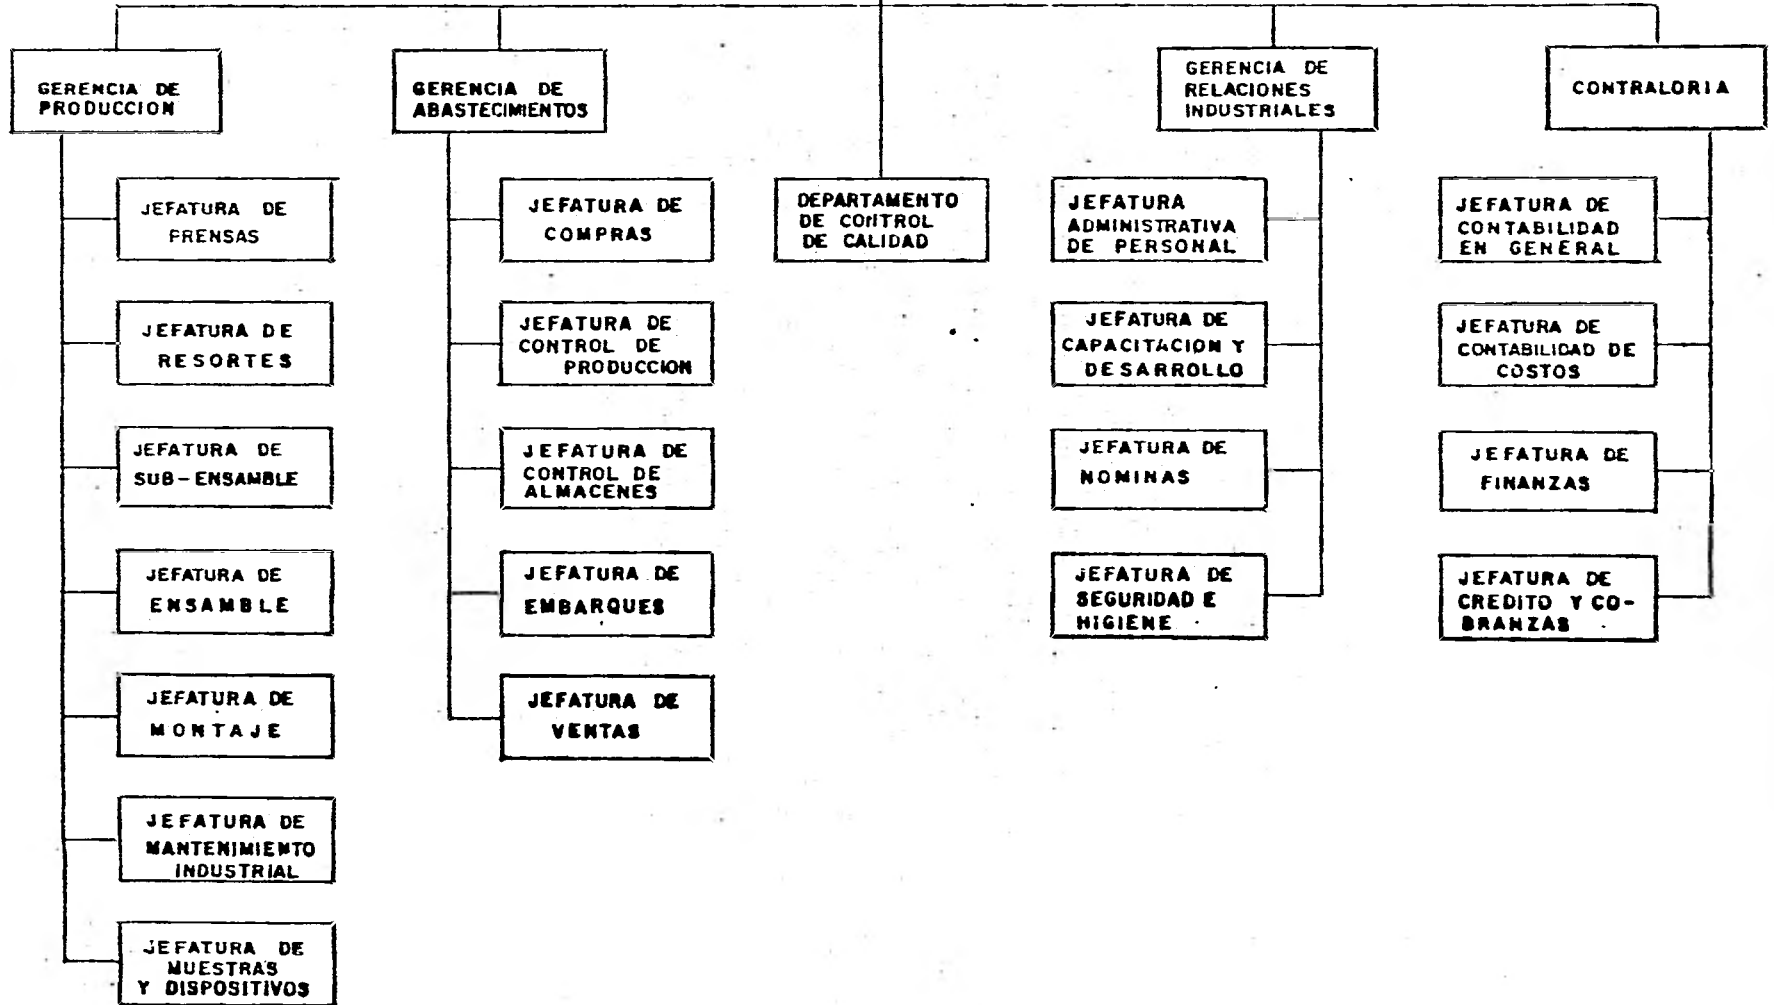 GERENCIA DE
PRODUCCION
GERENCIA DE
ABASTECIMIENTOS
GERENCIA DE
RELACIONES
INDUSTRIALES
CONTRALORIA
JEFATURA DE
PRENSAS
JEFATURA DE
RESORTES
JEFATURA DE
SUB-ENSAMBLE
JEFATURA DE
ENSAMBLE
JEFATURA DE
MONTAJE
JEFATURA DE
MANTENIMIENTO
INDUSTRIAL
JEFATURA DE
MUESTRAS
Y DISPOSITIVOS
JEFATURA DE
COMPRAS
JEFATURA DE
CONTROL DE
PRODUCCION
JEFATURA DE
CONTROL DE
ALMACENES
JEFATURA DE
EMBARQUES
JEFATURA DE
VENTAS
DEPARTAMENTO
DE CONTROL
DE CALIDAD
JEFATURA
ADMINISTRATIVA
DE PERSONAL
JEFATURA DE
CAPACITACION Y
DESARROLLO
JEFATURA DE
NOMINAS
JEFATURA DE
SEGURIDAD E
HIGIENE
JEFATURA DE
CONTABILIDAD
EN GENERAL
JEFATURA DE
CONTABILIDAD DE
COSTOS
JEFATURA DE
FINANZAS
JEFATURA DE
CREDITO Y CO-
BRANZAS